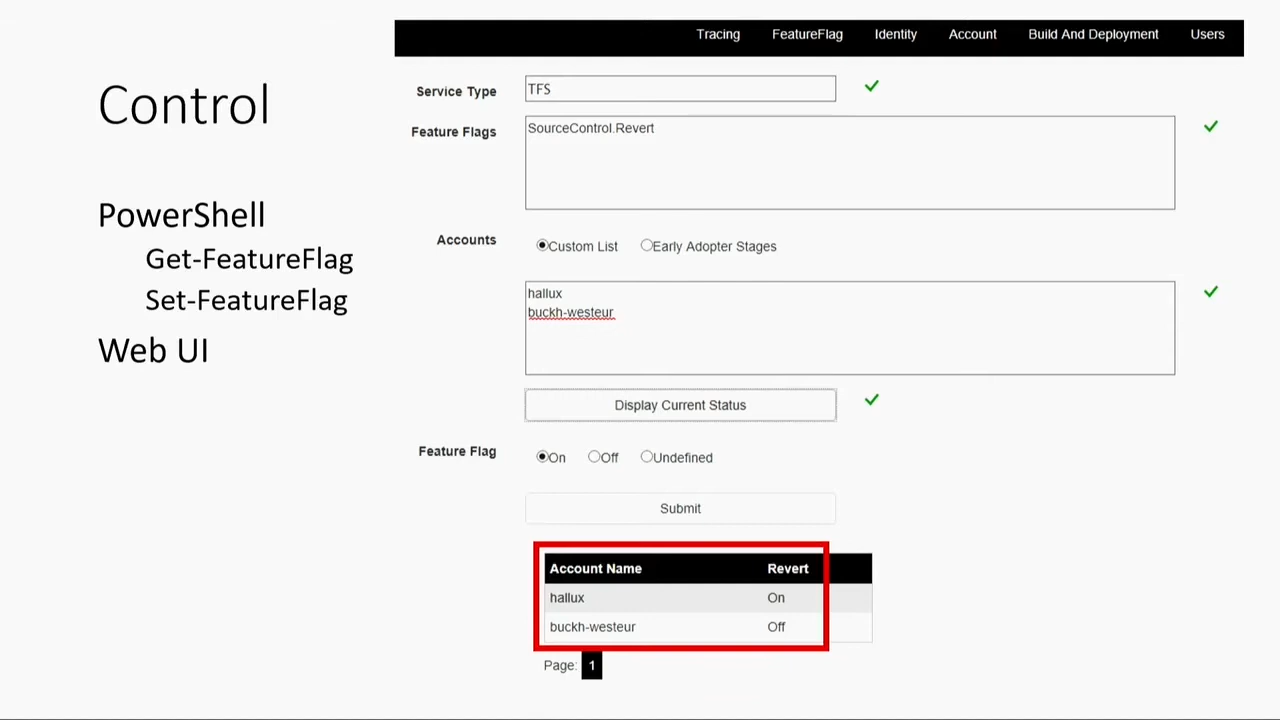 Control
PowerShell
Get-FeatureFlag
Set-FeatureFlag
Web UI
Tracing FeatureFlag Identity Account Build And Deployment Users
Service Type TFS
Feature Flags SourceControl.Revert
Accounts Custom List Early Adopter Stages
hallux
buckh-westeur
Display Current Status
Feature Flag On Off Undefined
Submit
Account Name Revert
hallux On
buckh-westeur Off
Page: 1